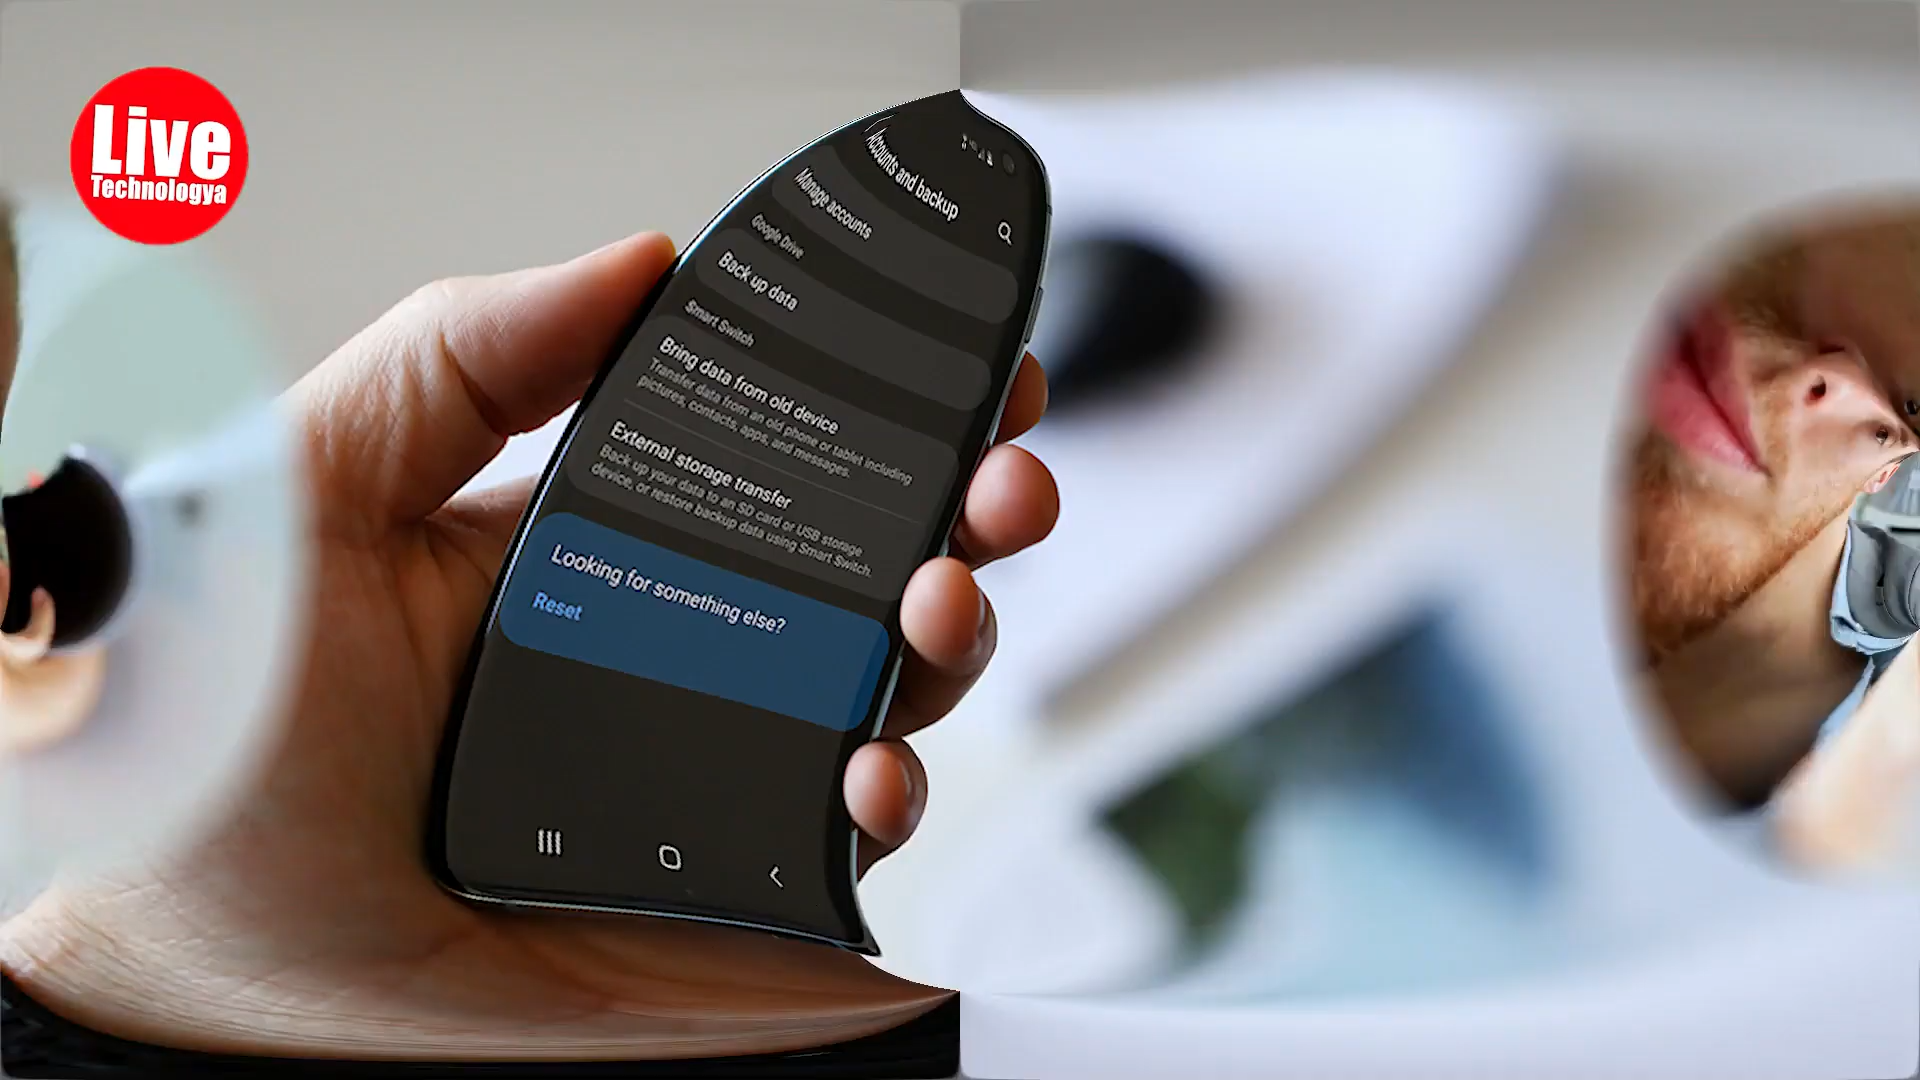 Live
Technologya
Accounts and backup
Manage accounts
Google Drive
Back up data
Smart Switch
Bring data from old device
Transfer data from an old phone or tablet including
pictures, contacts, apps, and messages.
External storage transfer
Back up your data to an SD card or USB storage
device, or restore backup data using Smart Switch.
Looking for something else?
Reset